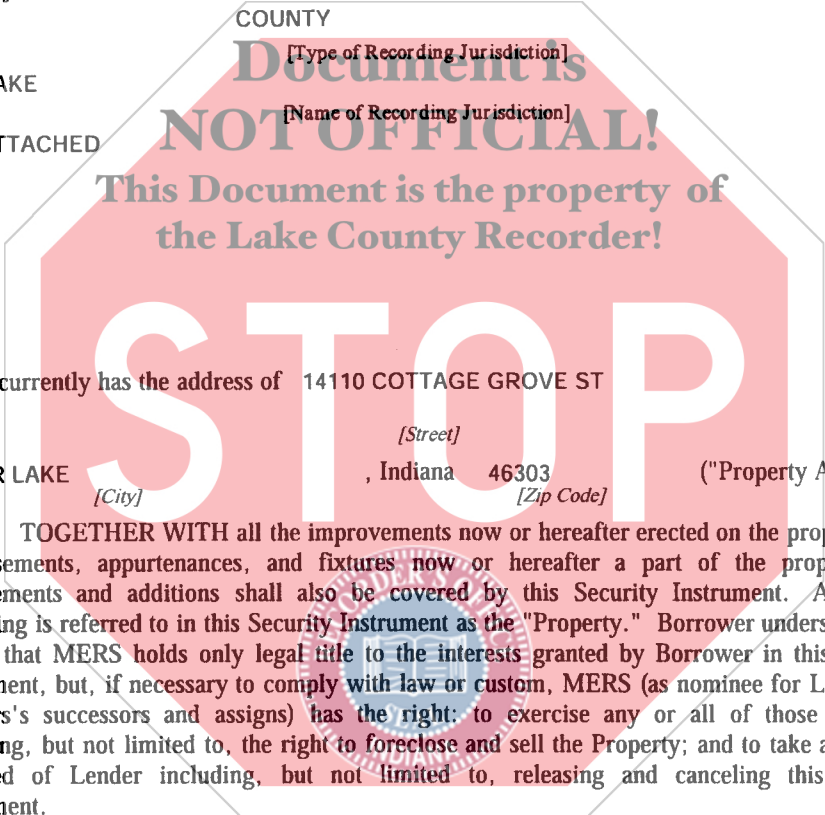 COUNTY
Document is
[Type of Recording Jurisdiction]
AKE
NOT OFFICIAL!
[Name of Recording Jurisdiction]
TTACHED
This Document is the property of
the Lake County Recorder!
STOP
currently has the address of 14110 COTTAGE GROVE ST
[Street]
R LAKE , Indiana 46303 ("Property A
[City] [Zip Code]
TOGETHER WITH all the improvements now or hereafter erected on the prop
sements, appurtenances, and fixtures now or hereafter a part of the prop
ements and additions shall also be covered by this Security Instrument. A
ing is referred to in this Security Instrument as the "Property." Borrower unders
that MERS holds only legal title to the interests granted by Borrower in this
nent, but, if necessary to comply with law or custom, MERS (as nominee for L
s's successors and assigns) has the right: to exercise any or all of those
ng, but not limited to, the right to foreclose and sell the Property; and to take a
d of Lender including, but not limited to, releasing and canceling this
nent.
INDIANA